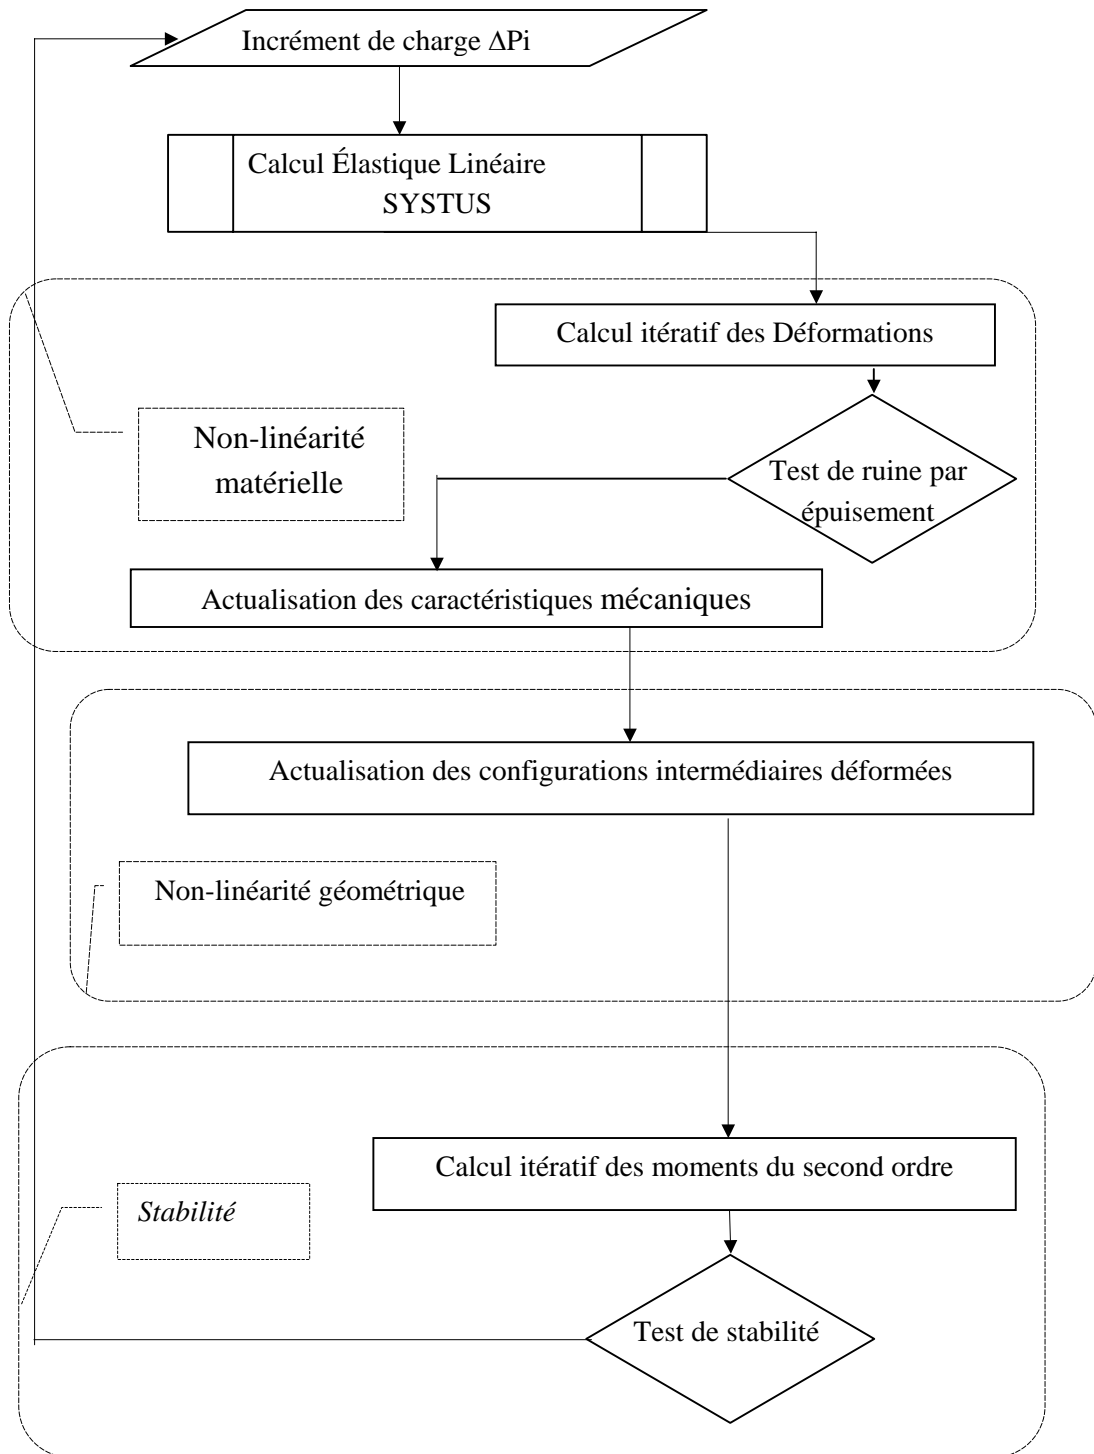 Incrément de charge ΔPi
Calcul Élastique Linéaire
SYSTUS
Calcul itératif des Déformations
Non-linéarité
matérielle
Test de ruine par
épuisement
Actualisation des caractéristiques mécaniques
Actualisation des configurations intermédiaires déformées
Non-linéarité géométrique
Calcul itératif des moments du second ordre
Stabilité
Test de stabilité